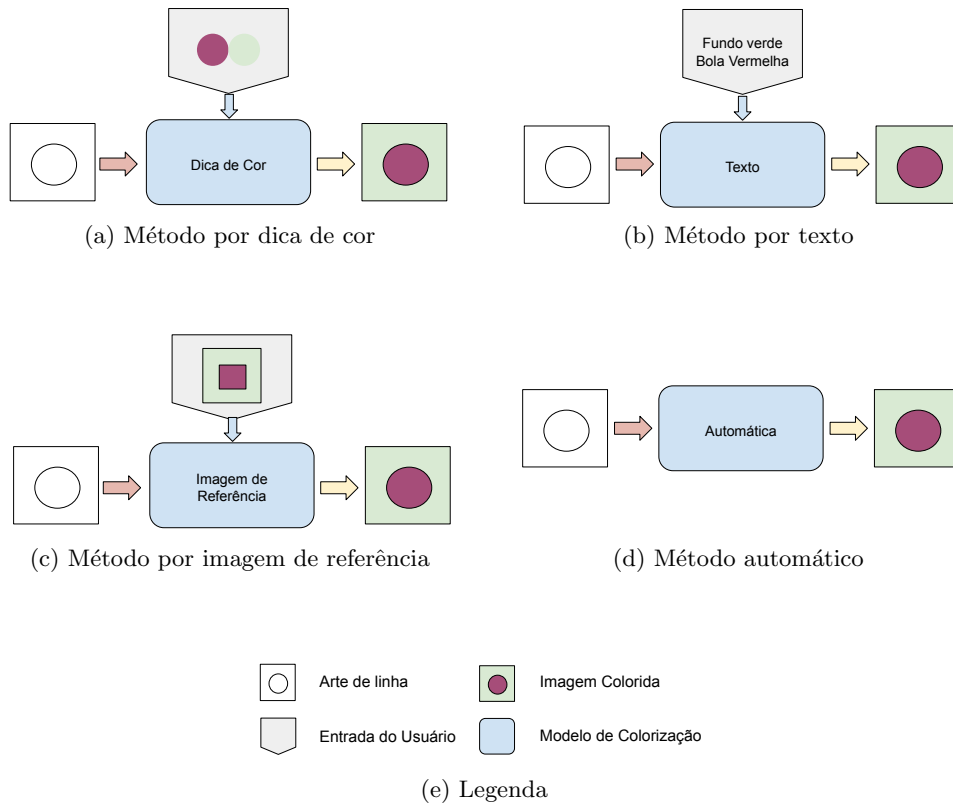 Fundo verde
Bola Vermelha
Dica de Cor
Texto
(a) Método por dica de cor
(b) Método por texto
Imagem de
Referência
Automática
(c) Método por imagem de referência
(d) Método automático
Arte de linha
Imagem Colorida
Entrada do Usuário
Modelo de Colorização
(e) Legenda